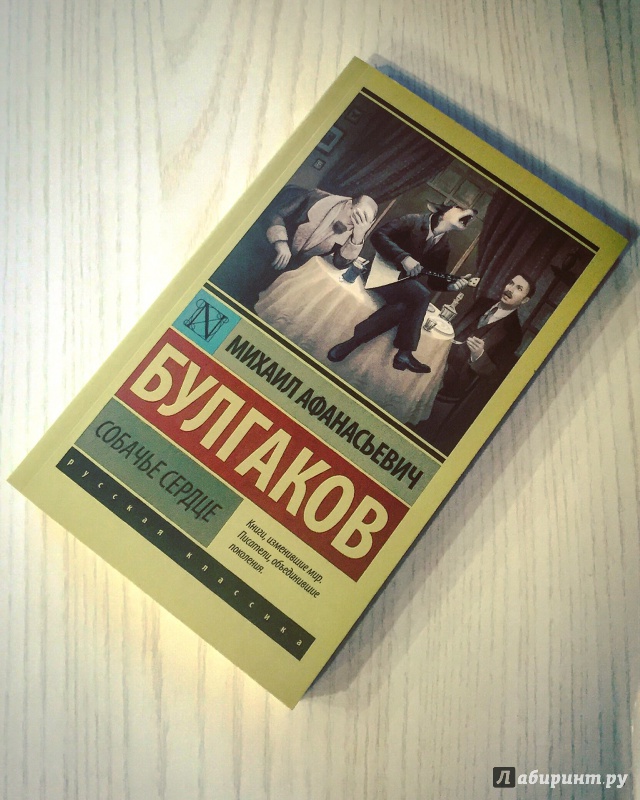 N
МИХАИЛ АФАНАСЬЕВИЧ
БУЛГАКОВ
СОБАЧЬЕ СЕРДЦЕ
Книги, изменившие мир.
Писатели, объединившие
поколения.
русская классика
Лабиринт.ру